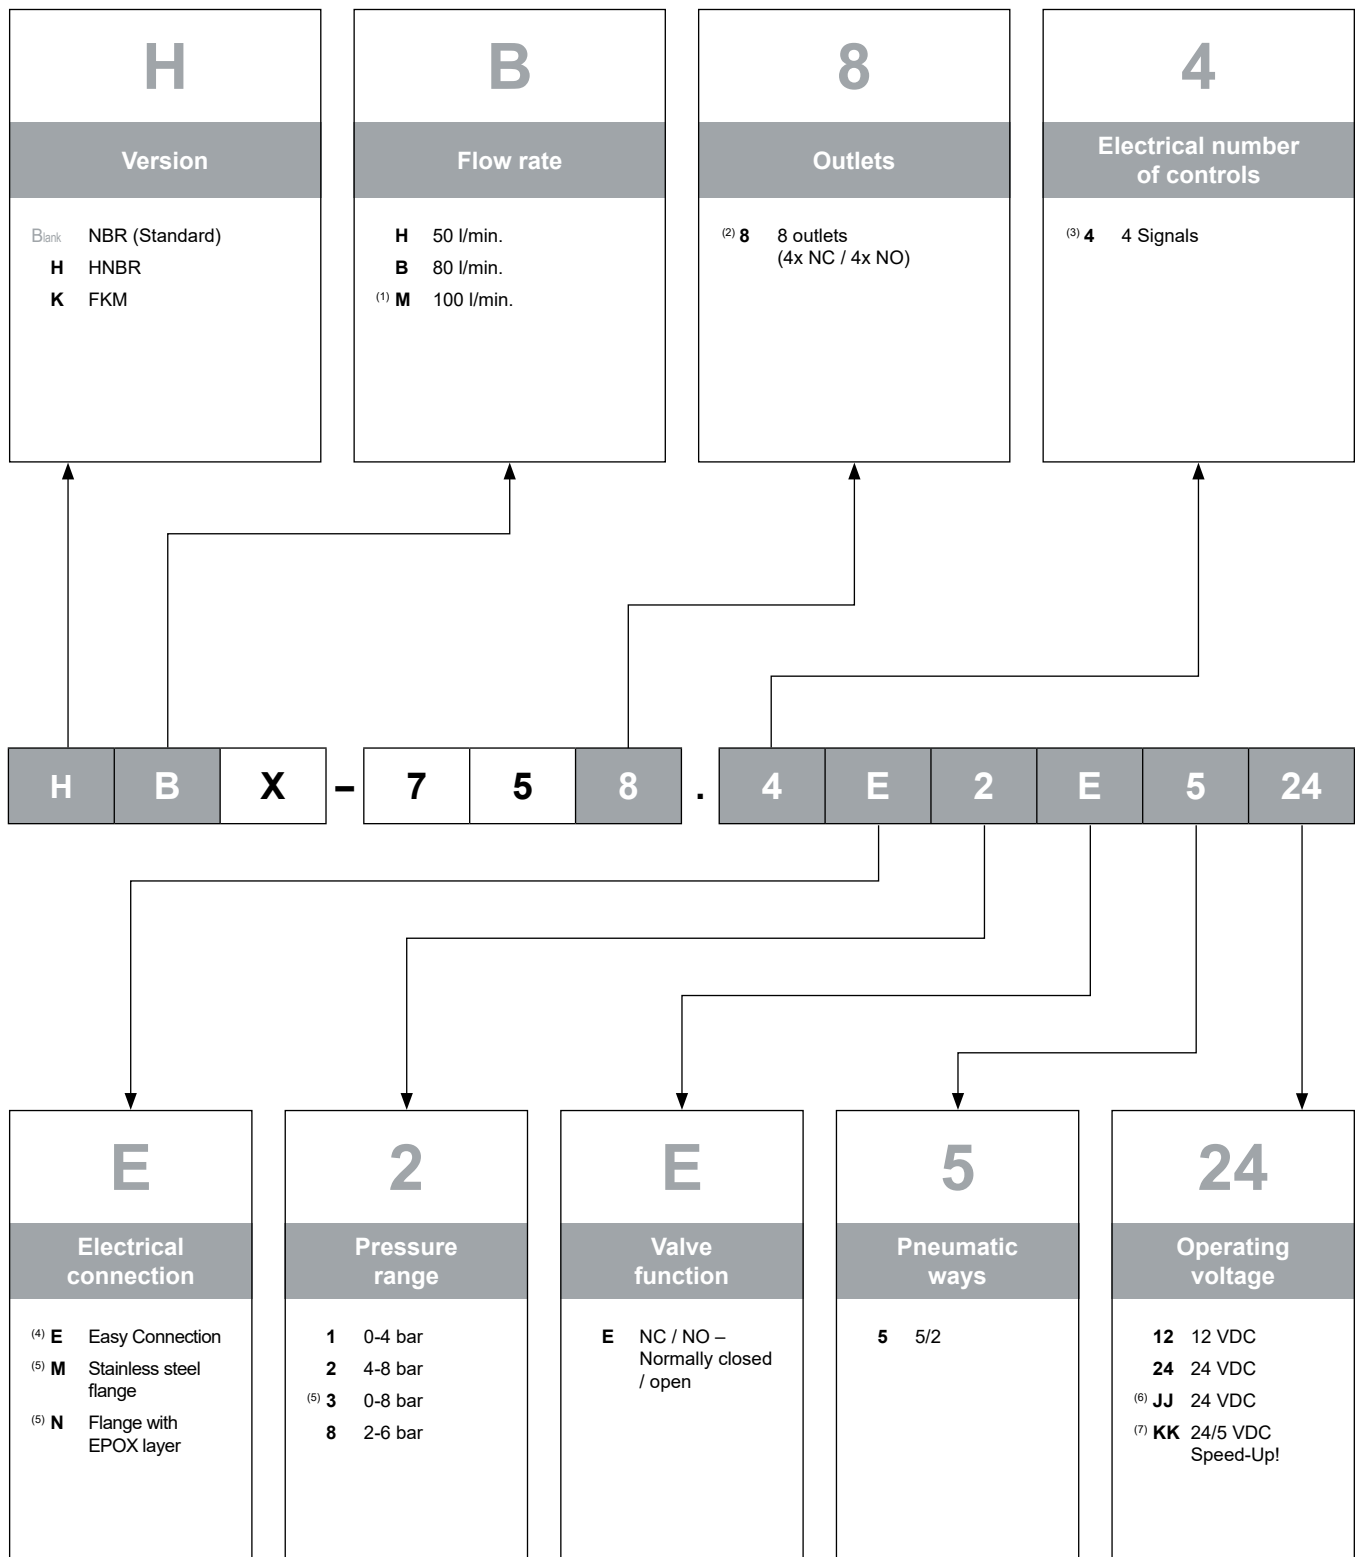 H
Version
Blank NBR (Standard)
H HNBR
K FKM
B
Flow rate
H 50 l/min.
B 80 l/min.
(1) M 100 l/min.
8
Outlets
(2) 8 8 outlets
(4x NC / 4x NO)
4
Electrical number
of controls
(3) 4 4 Signals
H B X – 7 5 8 . 4 E 2 E 5 24
E
Electrical
connection
(4) E Easy Connection
(5) M Stainless steel
flange
(5) N Flange with
EPOX layer
2
Pressure
range
1 0-4 bar
2 4-8 bar
(5) 3 0-8 bar
8 2-6 bar
E
Valve
function
E NC / NO –
Normally closed
/ open
5
Pneumatic
ways
5 5/2
24
Operating
voltage
12 12 VDC
24 24 VDC
(6) JJ 24 VDC
(7) KK 24/5 VDC
Speed-Up!